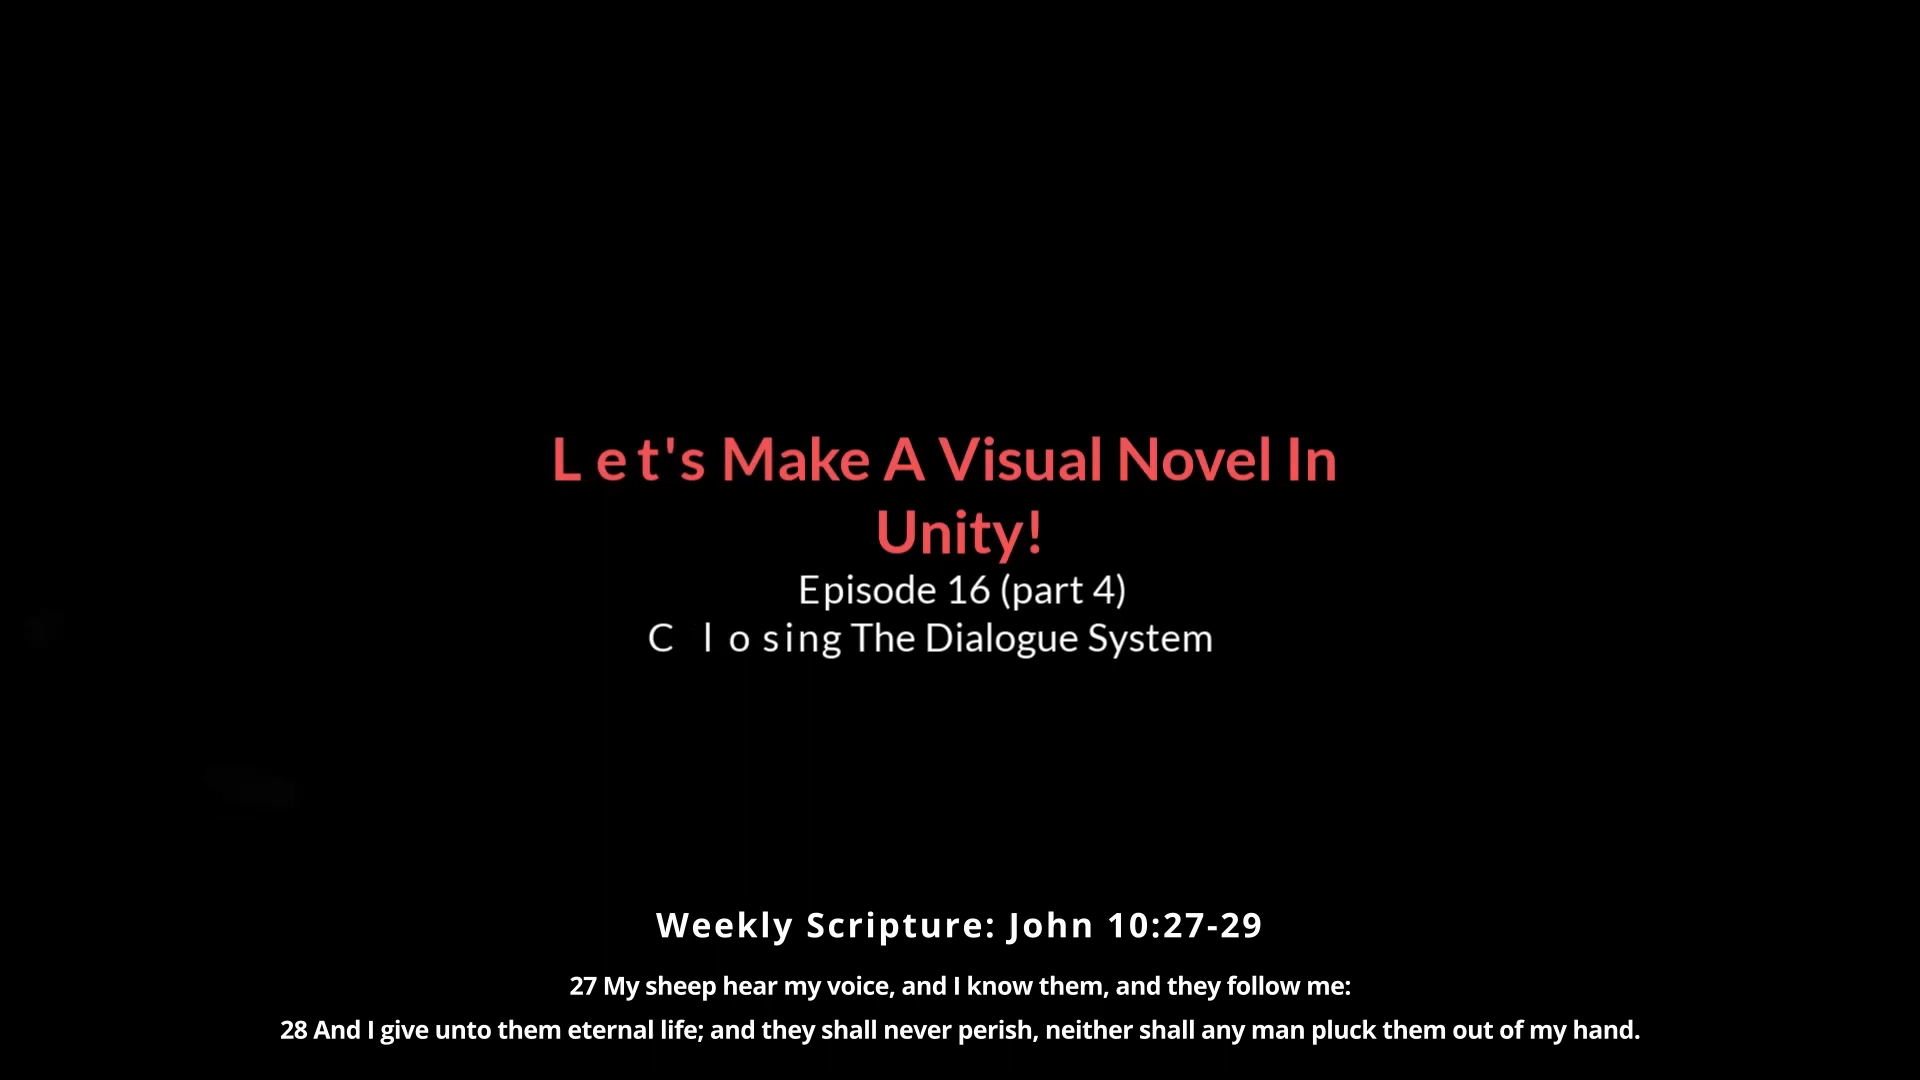 Let's Make A Visual Novel In
Unity!
Episode 16 (part 4)
Closing The Dialogue System
Weekly Scripture: John 10:27-29
27 My sheep hear my voice, and I know them, and they follow me:
28 And I give unto them eternal life; and they shall never perish, neither shall any man pluck them out of my hand.